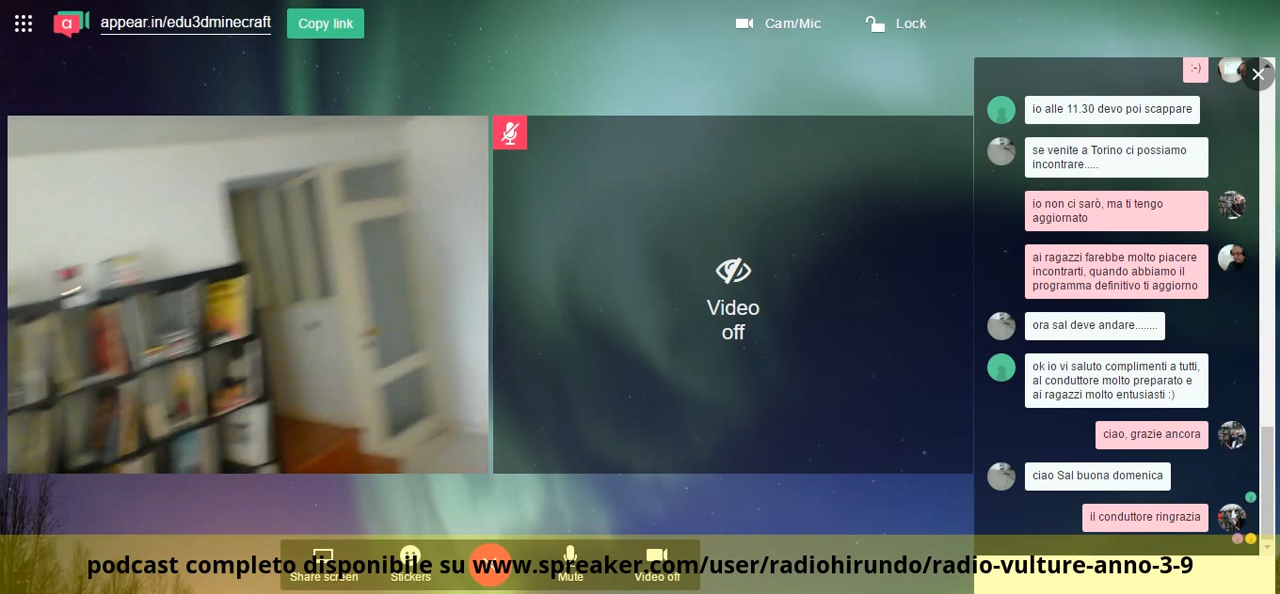 appear.in/edu3dminecraft
Copy link
Cam/Mic
Lock
:-)
io alle 11.30 devo poi scappare
se venite a Torino ci possiamo
incontrare.....
io non ci sarò, ma ti tengo
aggiornato
ai ragazzi farebbe molto piacere
incontrarti, quando abbiamo il
programma definitivo ti aggiorno
ora sal deve andare........
ok io vi saluto complimenti a tutti,
al conduttore molto preparato e
ai ragazzi molto entusiasti :)
ciao, grazie ancora
ciao Sal buona domenica
il conduttore ringrazia
Video
off
podcast completo disponibile su www.spreaker.com/user/radiohirundo/radio-vulture-anno-3-9
Share screen
Stickers
Mute
Video off